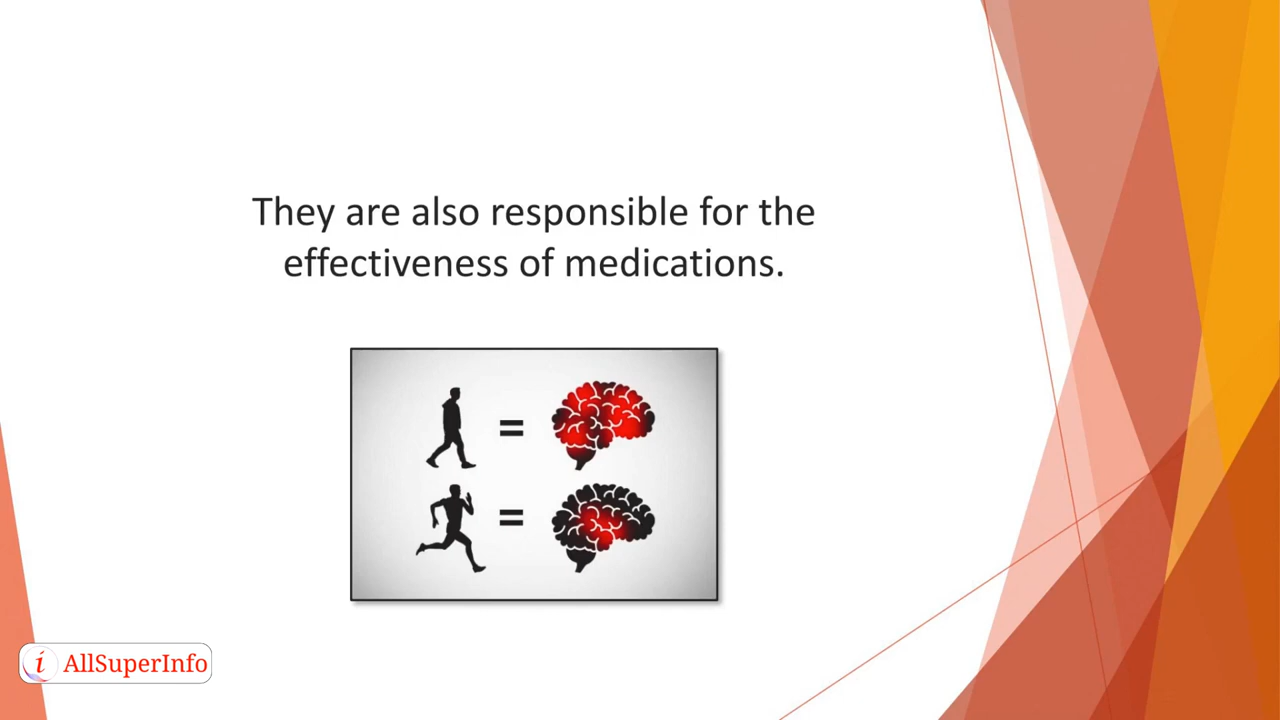 They are also responsible for the
effectiveness of medications.
=
=
i AllSuperInfo